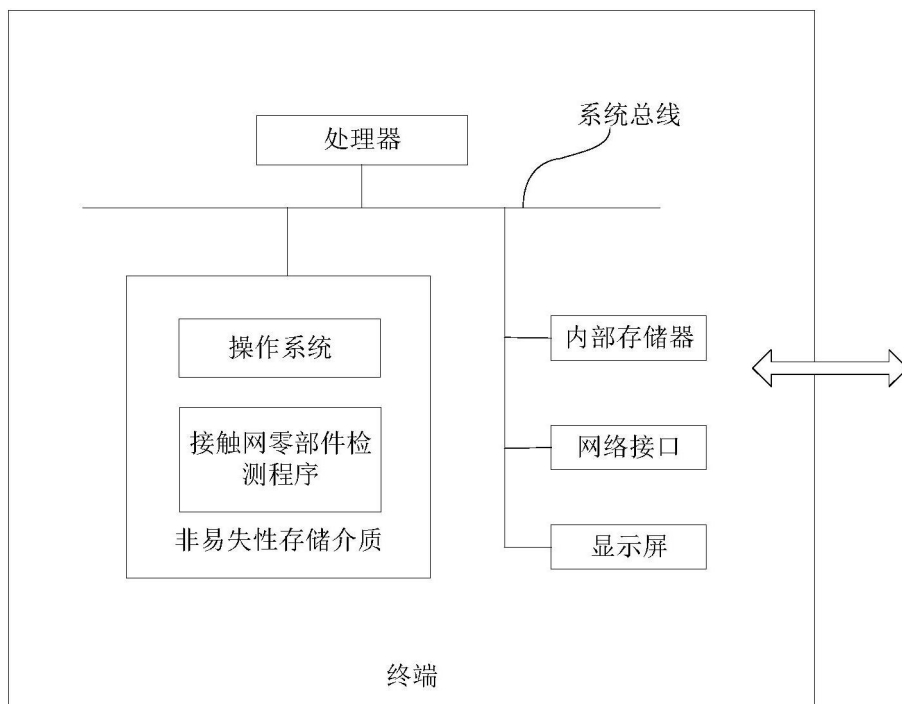 系统总线
处理器
操作系统
接触网零部件检
测程序
非易失性存储介质
内部存储器
网络接口
显示屏
终端